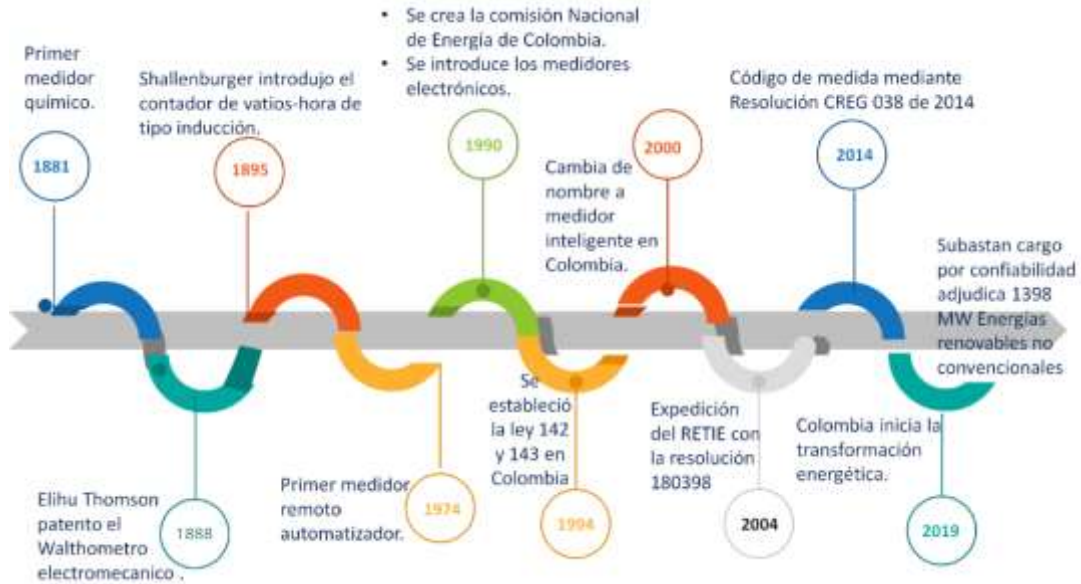 Primer
medidor
químico.
1881
Shallenburger introdujo el
contador de vatios-hora de
tipo inducción.
1895
• Se crea la comisión Nacional
de Energía de Colombia.
• Se introduce los medidores
electrónicos.
1990
Cambia de
nombre a
medidor
inteligente en
Colombia.
2000
Código de medida mediante
Resolución CREG 038 de 2014
2014
Subastan cargo
por confiabilidad
adjudica 1398
MW Energías
renovables no
convencionales
Elihu Thomson
patento el
Walthometro
electromecanico .
1888
Primer medidor
remoto
automatizador.
1974
Se
estableció
la ley 142
y 143 en
Colombia
1994
Expedición
del RETIE con
la resolución
180398
2004
Colombia inicia la
transformación
energética.
2019